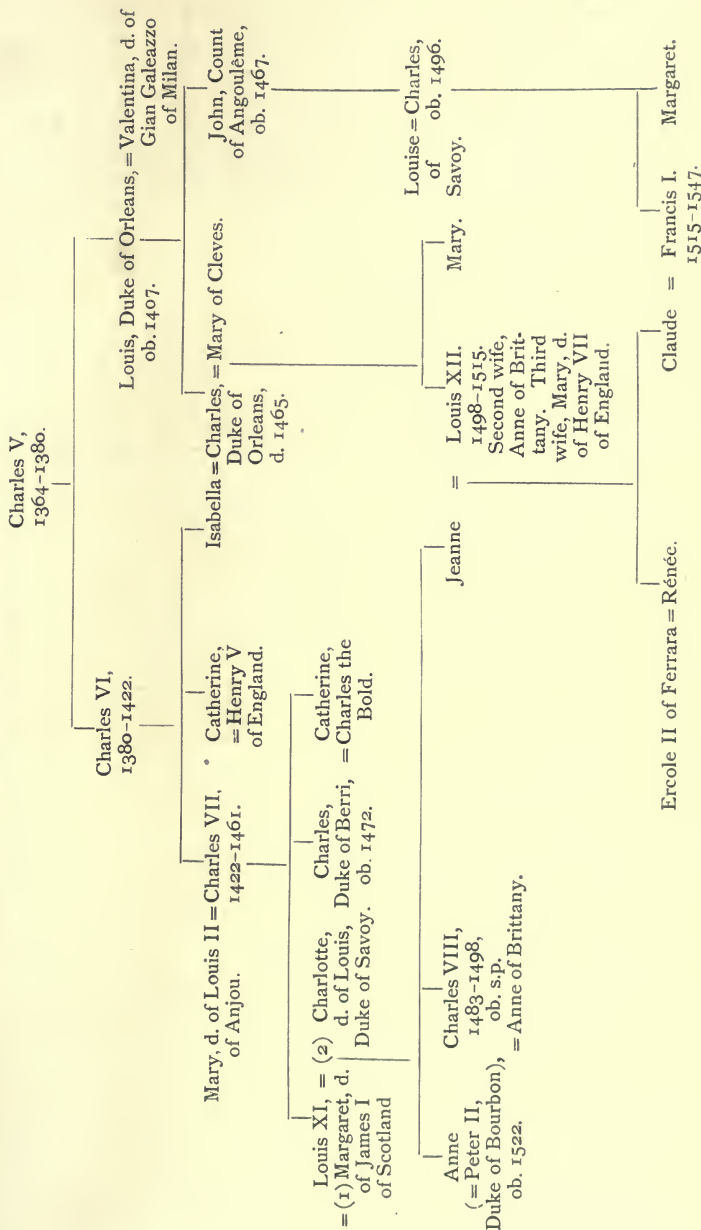 Charles V,
1364–1380.
Charles VI,
1380–1422.
Louis, Duke of Orleans, = Valentina, d. of
ob. 1407.
Gian Galeazzo
of Milan.
Mary, d. of Louis II = Charles VII,
of Anjou.
1422–1461.
Catherine,
= Henry V
of England.
Isabella = Charles, = Mary of Cleves.
Duke of
Orleans,
d. 1465.
John, Count
of Angoulême,
ob. 1467.
Louis XI, = (2) Charlotte,
= (1) Margaret, d.
of James I
of Scotland
d. of Louis,
Duke of Savoy.
Charles,
Duke of Berri,
ob. 1472.
Catherine,
= Charles the
Bold.
Louise = Charles,
of
Savoy.
ob. 1496.
Anne
(= Peter II,
Duke of Bourbon),
ob. 1522.
Charles VIII,
1483–1498,
ob. s.p.
= Anne of Brittany.
Jeanne = Louis XII.
1498–1515.
Second wife,
Anne of Brit-
tany. Third
wife, Mary, d.
of Henry VII
of England.
Mary.
Ercole II of Ferrara = Rénée.
Claude = Francis I.
1515–1547.
Margaret.